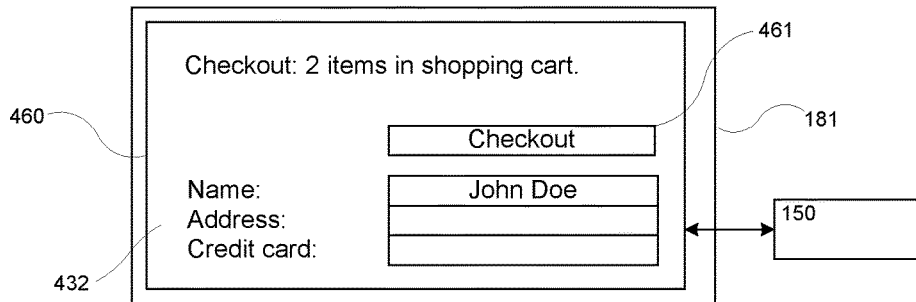 461
Checkout: 2 items in shopping cart.
460
181
Checkout
Name: John Doe
150
Address:
Credit card:
432